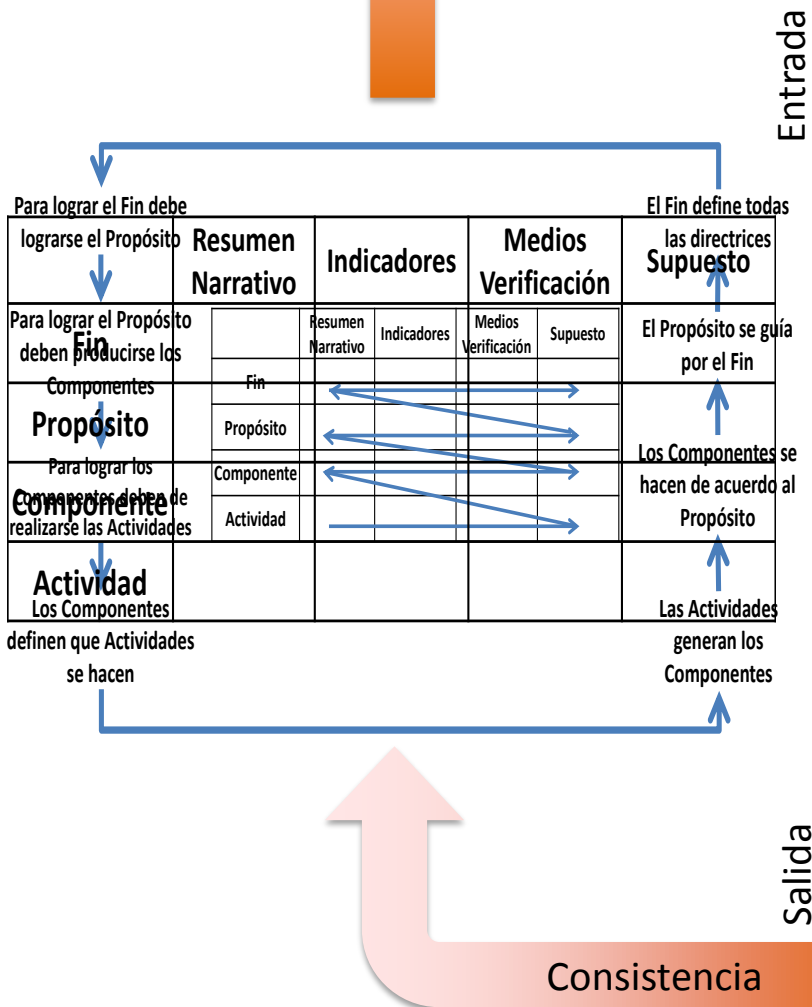 Entrada
Para lograr el Fin debe
lograrse el Propósito
El Fin define todas
las directrices
Resumen
Narrativo
Indicadores
Medios
Verificación
Supuesto
Para lograr el Propósito
deben producirse los
Componentes
Fin
Propósito
Para lograr los
Componentes deben de
realizarse las Actividades
Componente
Actividad
Los Componentes
definen que Actividades
se hacen
Resumen
Narrativo
Indicadores
Medios
Verificación
Supuesto
Fin
Propósito
Componente
Actividad
El Propósito se guía
por el Fin
Los Componentes se
hacen de acuerdo al
Propósito
Las Actividades
generan los
Componentes
Salida
Consistencia